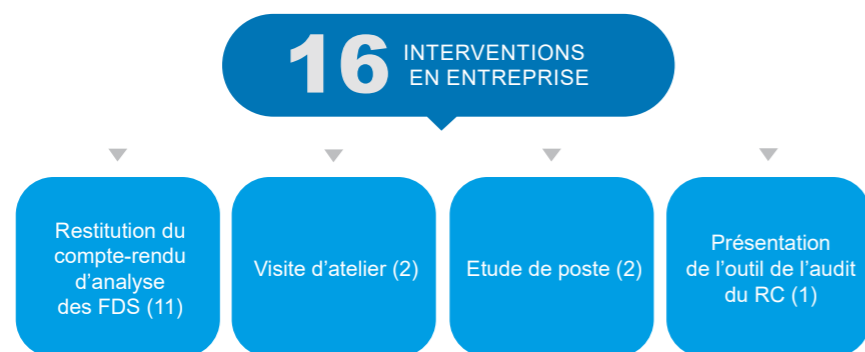 16 INTERVENTIONS
EN ENTREPRISE
Restitution du
compte-rendu
d'analyse
des FDS (11)
Visite d'atelier (2)
Etude de poste (2)
Présentation
de l'outil de l'audit
du RC (1)